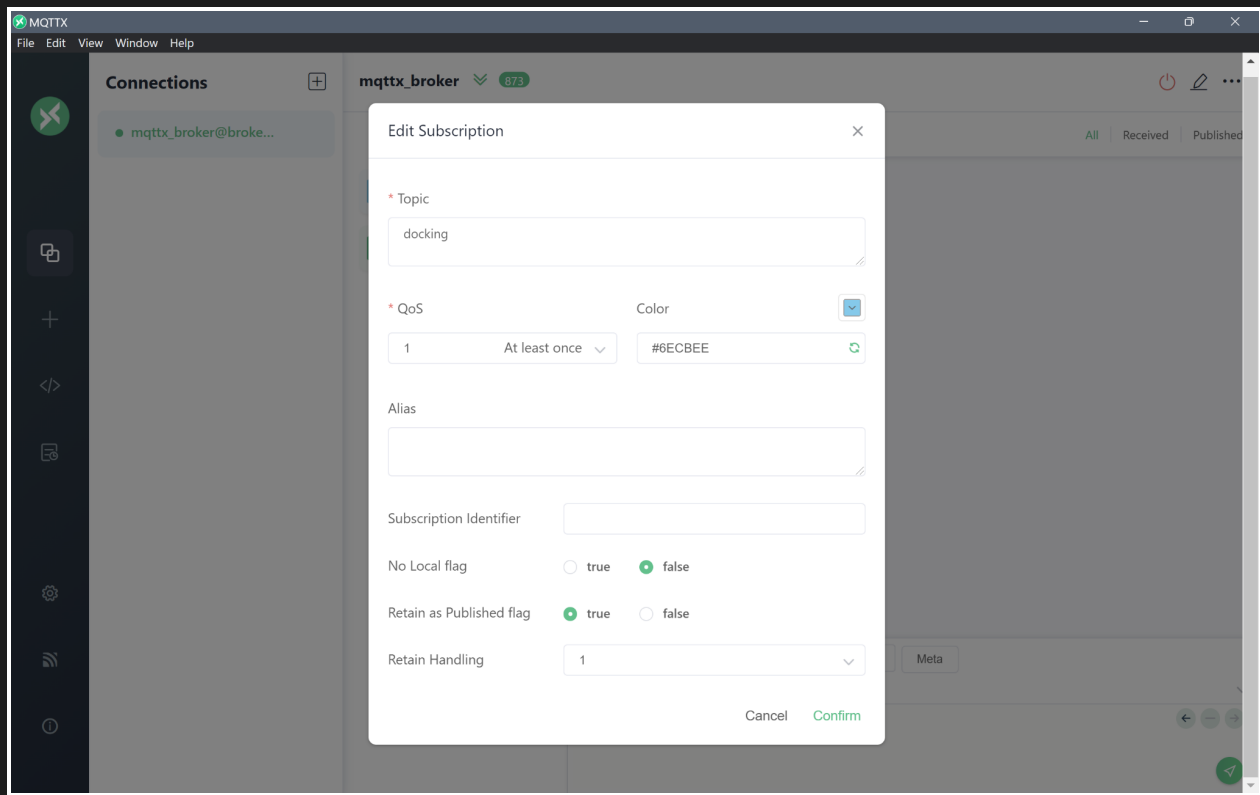 MQTTX
File Edit View Window Help
Connections
mqttx_broker 873
mqttx_broker@broke...
All Received Published
Edit Subscription
* Topic
docking
* QoS
Color
1 At least once
#6ECBEE
Alias
Subscription Identifier
No Local flag
true false
Retain as Published flag
true false
Retain Handling
1
Meta
Cancel Confirm